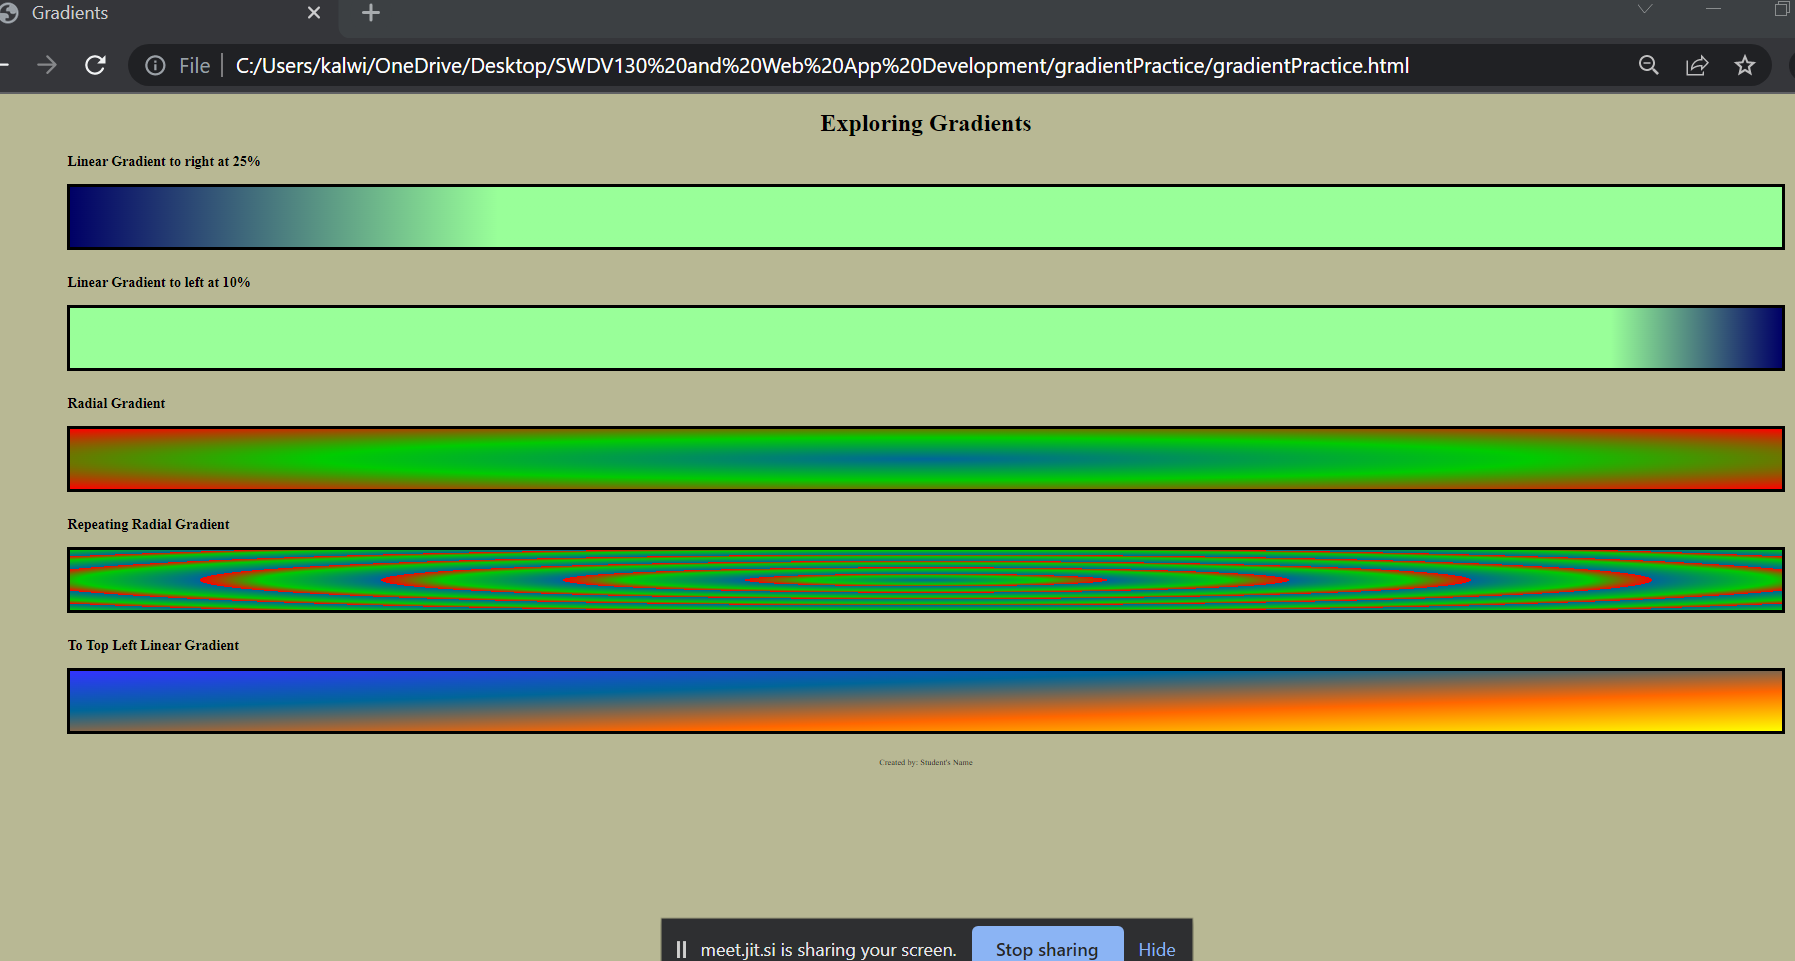 Gradients
File C:/Users/kalwi/OneDrive/Desktop/SWDV130%20and%20Web%20App%20Development/gradientPractice/gradientPractice.html
Exploring Gradients
Linear Gradient to right at 25%
Linear Gradient to left at 10%
Radial Gradient
Repeating Radial Gradient
To Top Left Linear Gradient
Created by: Student's Name
meet.jit.si is sharing your screen. Stop sharing Hide